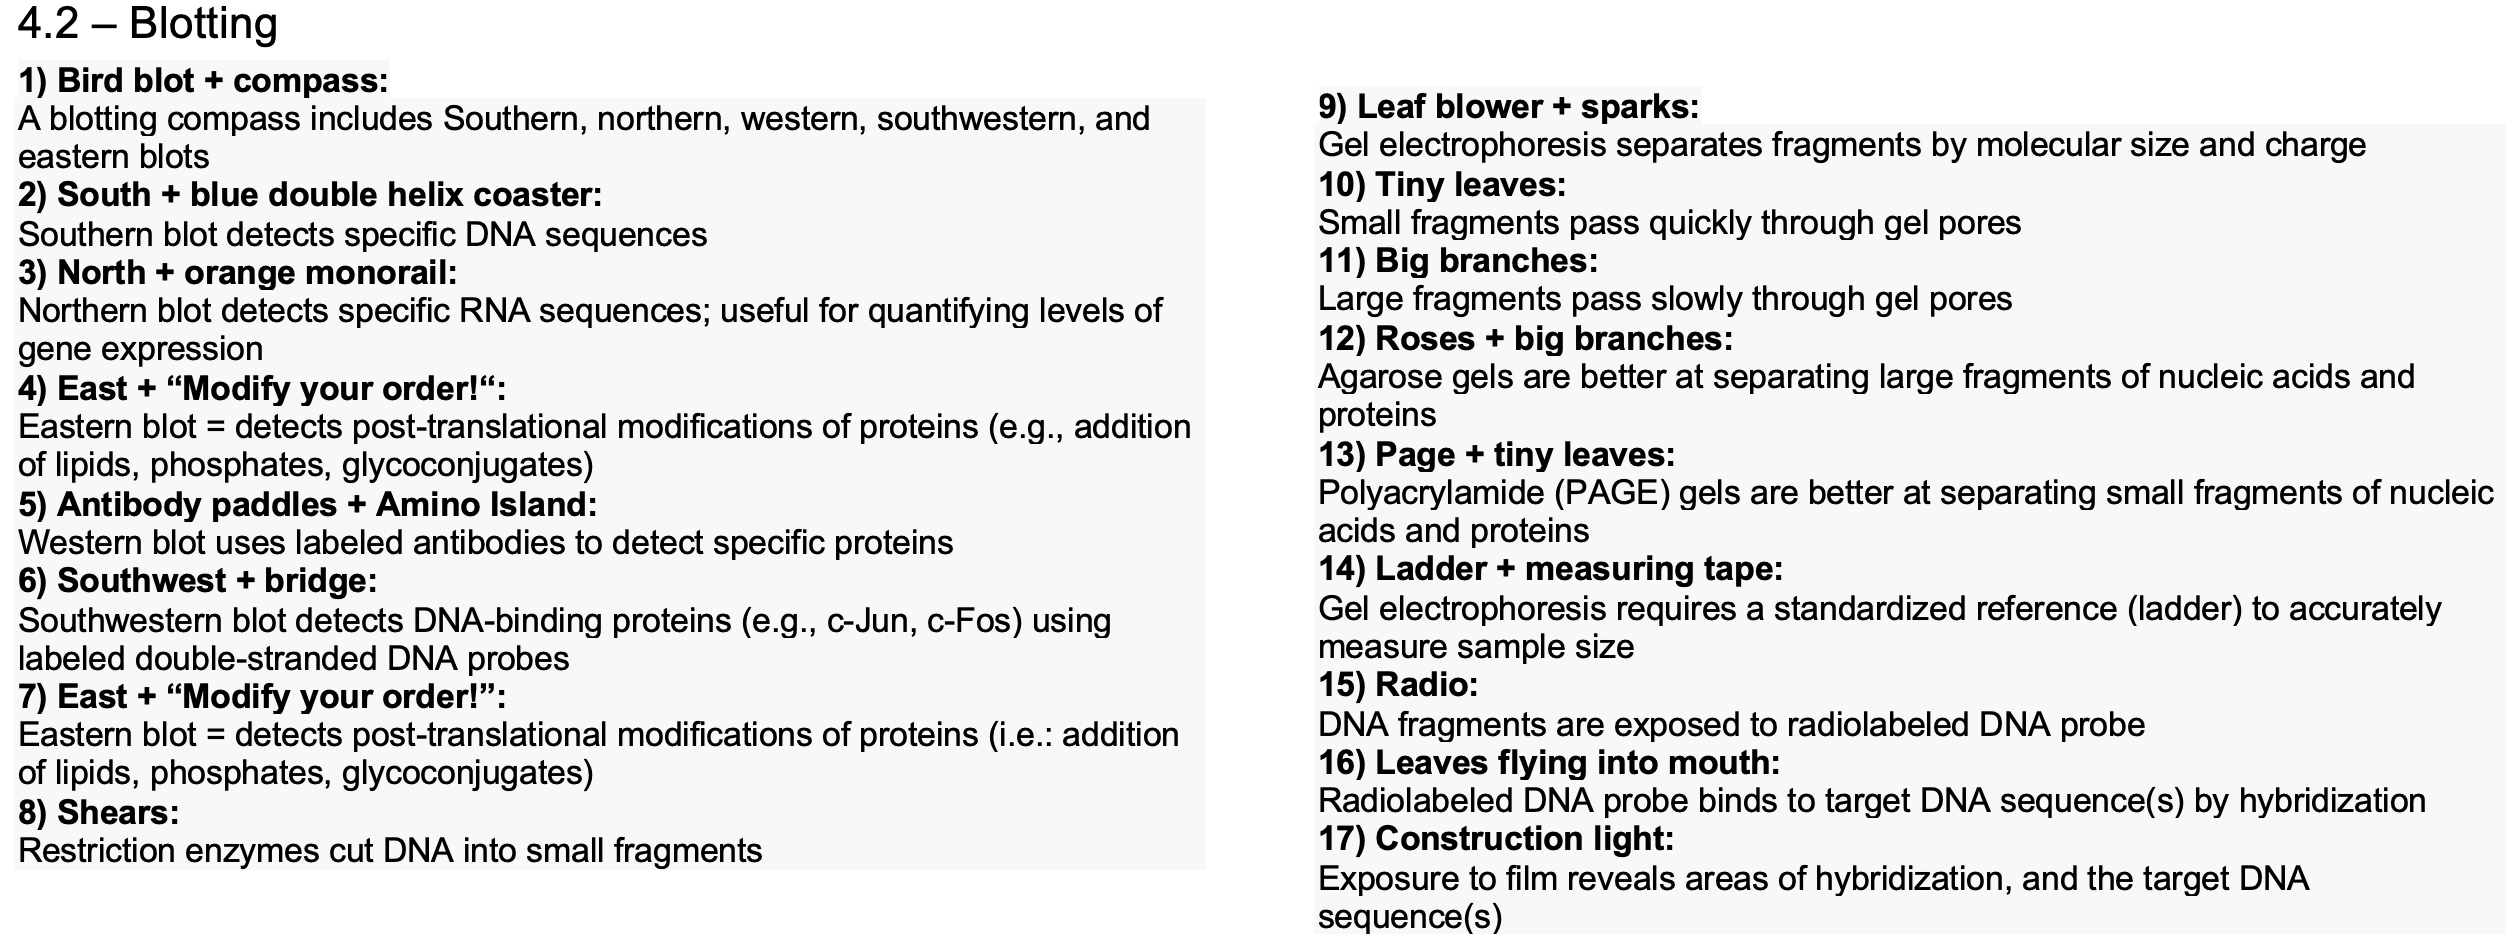 4.2 – Blotting
1) Bird blot + compass:
A blotting compass includes Southern, northern, western, southwestern, and
eastern blots
2) South + blue double helix coaster:
Southern blot detects specific DNA sequences
3) North + orange monorail:
Northern blot detects specific RNA sequences; useful for quantifying levels of
gene expression
4) East + “Modify your order!“:
Eastern blot = detects post-translational modifications of proteins (e.g., addition
of lipids, phosphates, glycoconjugates)
5) Antibody paddles + Amino Island:
Western blot uses labeled antibodies to detect specific proteins
6) Southwest + bridge:
Southwestern blot detects DNA-binding proteins (e.g., c-Jun, c-Fos) using
labeled double-stranded DNA probes
7) East + “Modify your order!”:
Eastern blot = detects post-translational modifications of proteins (i.e.: addition
of lipids, phosphates, glycoconjugates)
8) Shears:
Restriction enzymes cut DNA into small fragments
9) Leaf blower + sparks:
Gel electrophoresis separates fragments by molecular size and charge
10) Tiny leaves:
Small fragments pass quickly through gel pores
11) Big branches:
Large fragments pass slowly through gel pores
12) Roses + big branches:
Agarose gels are better at separating large fragments of nucleic acids and
proteins
13) Page + tiny leaves:
Polyacrylamide (PAGE) gels are better at separating small fragments of nucleic
acids and proteins
14) Ladder + measuring tape:
Gel electrophoresis requires a standardized reference (ladder) to accurately
measure sample size
15) Radio:
DNA fragments are exposed to radiolabeled DNA probe
16) Leaves flying into mouth:
Radiolabeled DNA probe binds to target DNA sequence(s) by hybridization
17) Construction light:
Exposure to film reveals areas of hybridization, and the target DNA
sequence(s)